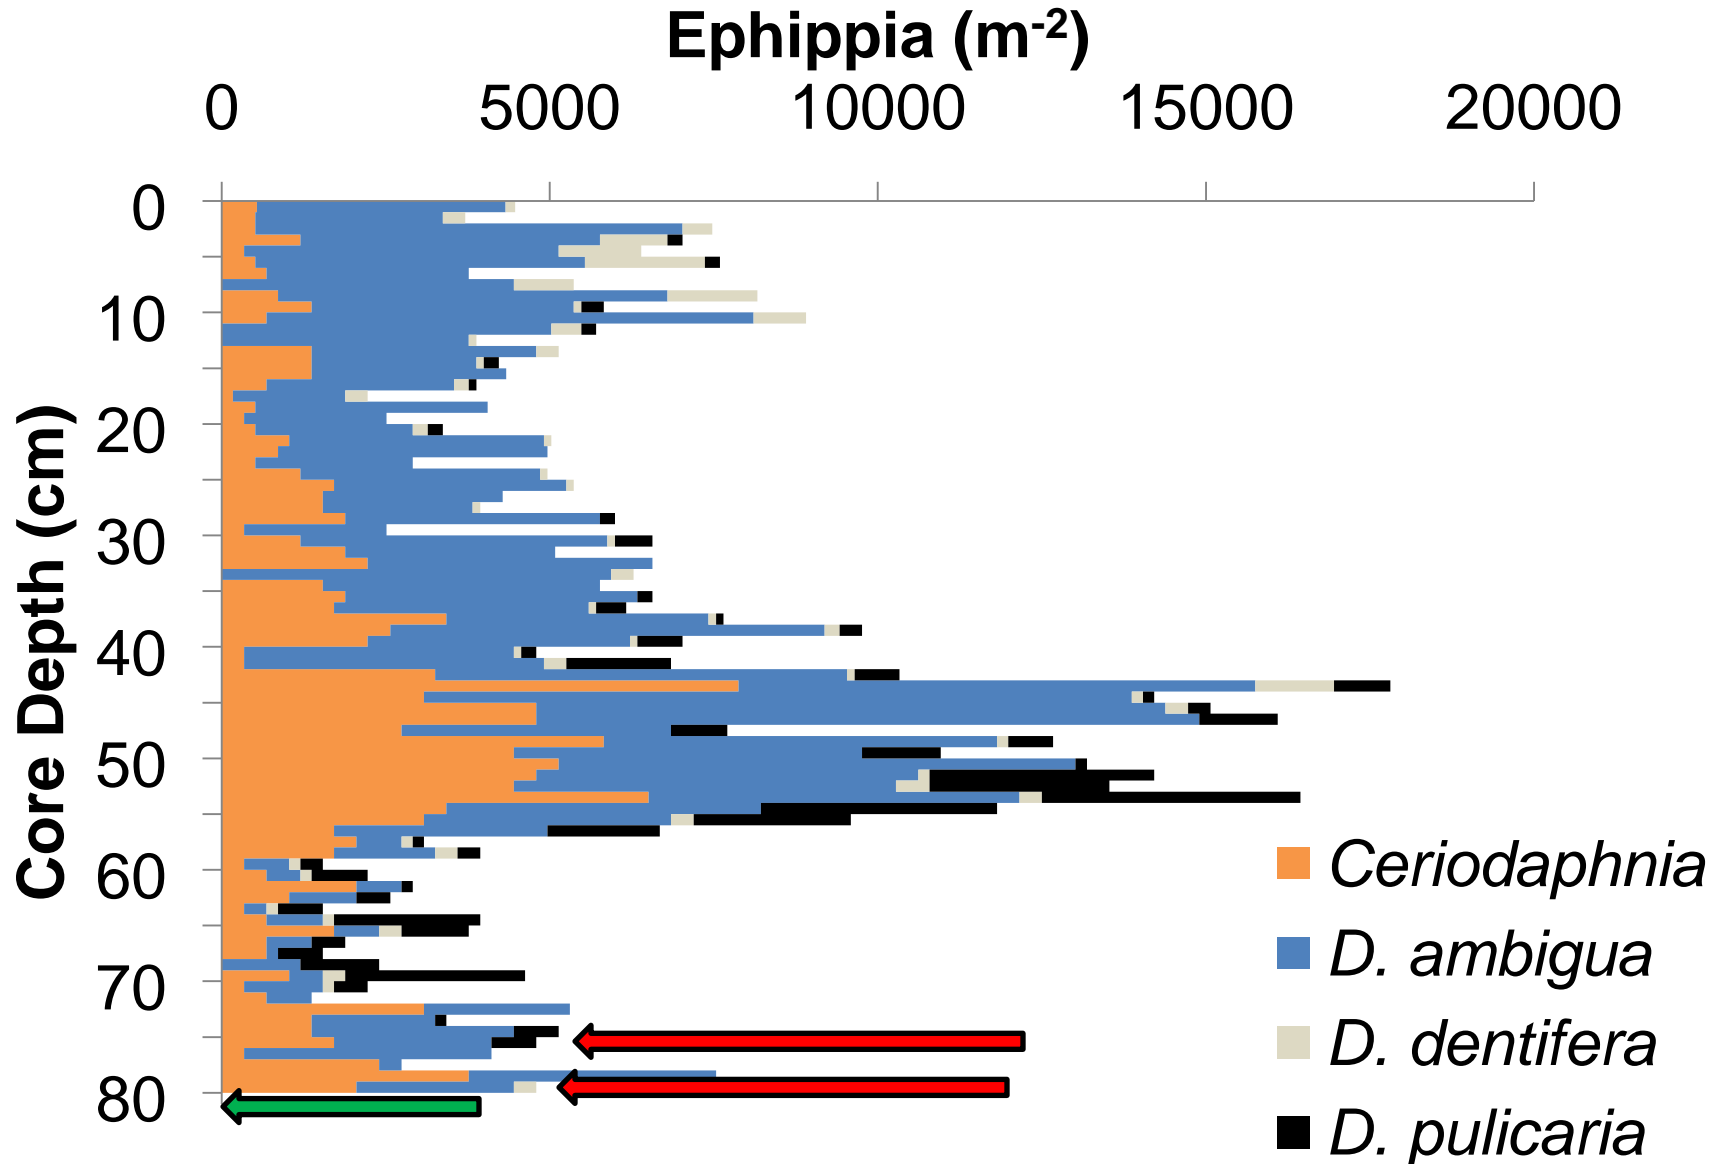 Ephippia (m-2)
0 5000 10000 15000 20000
0
10
20
30
40
50
60
70
80
Core Depth (cm)
Ceriodaphnia
D. ambigua
D. dentifera
D. pulicaria